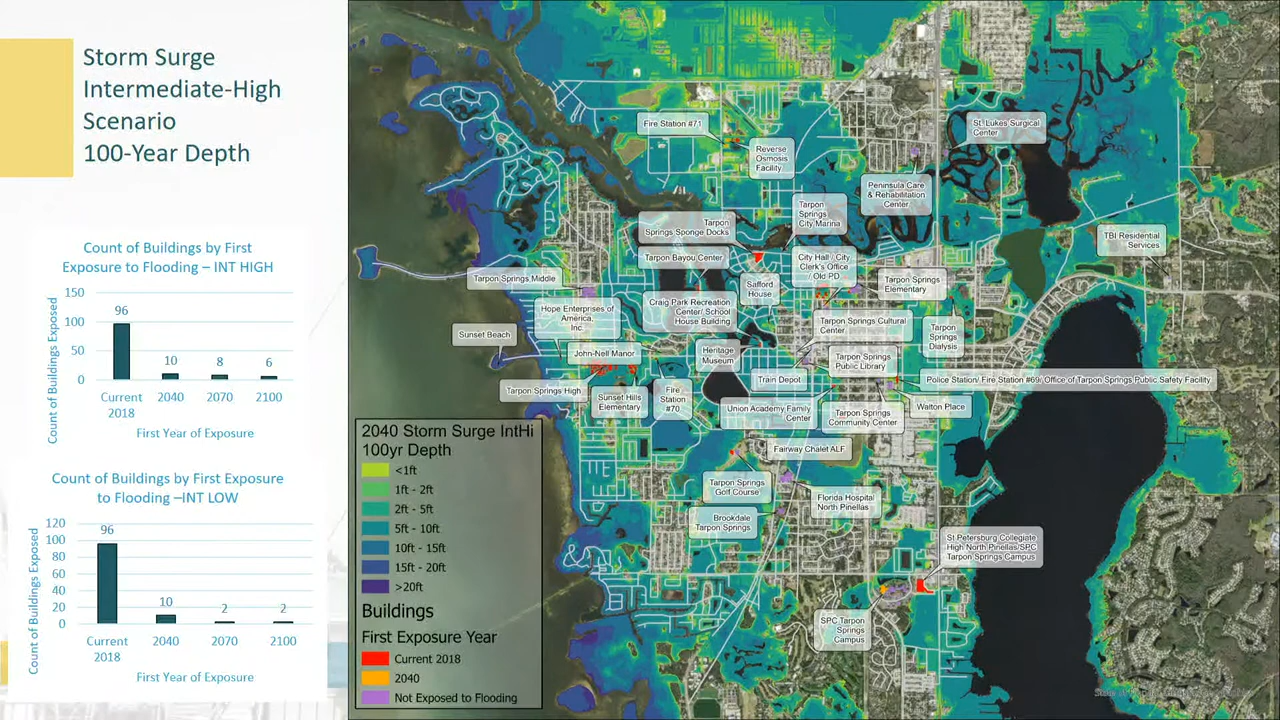 Storm Surge
Intermediate-High
Scenario
100-Year Depth
Count of Buildings by First
Exposure to Flooding – INT HIGH
Count of Buildings Exposed
150
100
50
0
96
10
8
6
Current
2018
2040
2070
2100
First Year of Exposure
Count of Buildings by First Exposure
to Flooding –INT LOW
Count of Buildings Exposed
120
100
80
60
40
20
0
96
10
2
2
Current
2018
2040
2070
2100
First Year of Exposure
Fire Station #71
Reverse
Osmosis
Facility
St. Lukes Surgical
Center
Peninsula Care
& Rehabilitation
Center
Tarpon
Springs
City Marina
Tarpon
Springs Sponge Docks
TBI Residential
Services
Tarpon Bayou Center
City Hall / City
Clerk's Office
/ Old PD
Tarpon Springs Middle
Safford
House
Tarpon Springs
Elementary
Hope Enterprises of
America,
Inc.
Craig Park Recreation
Center/ School
House Building
Tarpon Springs Cultural
Center
Tarpon
Springs
Dialysis
Sunset Beach
John-Nell Manor
Heritage
Museum
Tarpon Springs
Public Library
Train Depot
Police Station/ Fire Station #69/ Office of Tarpon Springs Public Safety Facility
Tarpon Springs High
Sunset Hills
Elementary
Fire
Station
#70
Union Academy Family
Center
Tarpon Springs
Community Center
Walton Place
Fairway Chalet ALF
Tarpon Springs
Golf Course
Florida Hospital
North Pinellas
Brookdale
Tarpon Springs
St Petersburg Collegiate
High North Pinellas/SPC
Tarpon Springs Campus
SPC Tarpon
Springs
Campus
2040 Storm Surge IntHi
100yr Depth
<1ft
1ft - 2ft
2ft - 5ft
5ft - 10ft
10ft - 15ft
15ft - 20ft
>20ft
Buildings
First Exposure Year
Current 2018
2040
Not Exposed to Flooding